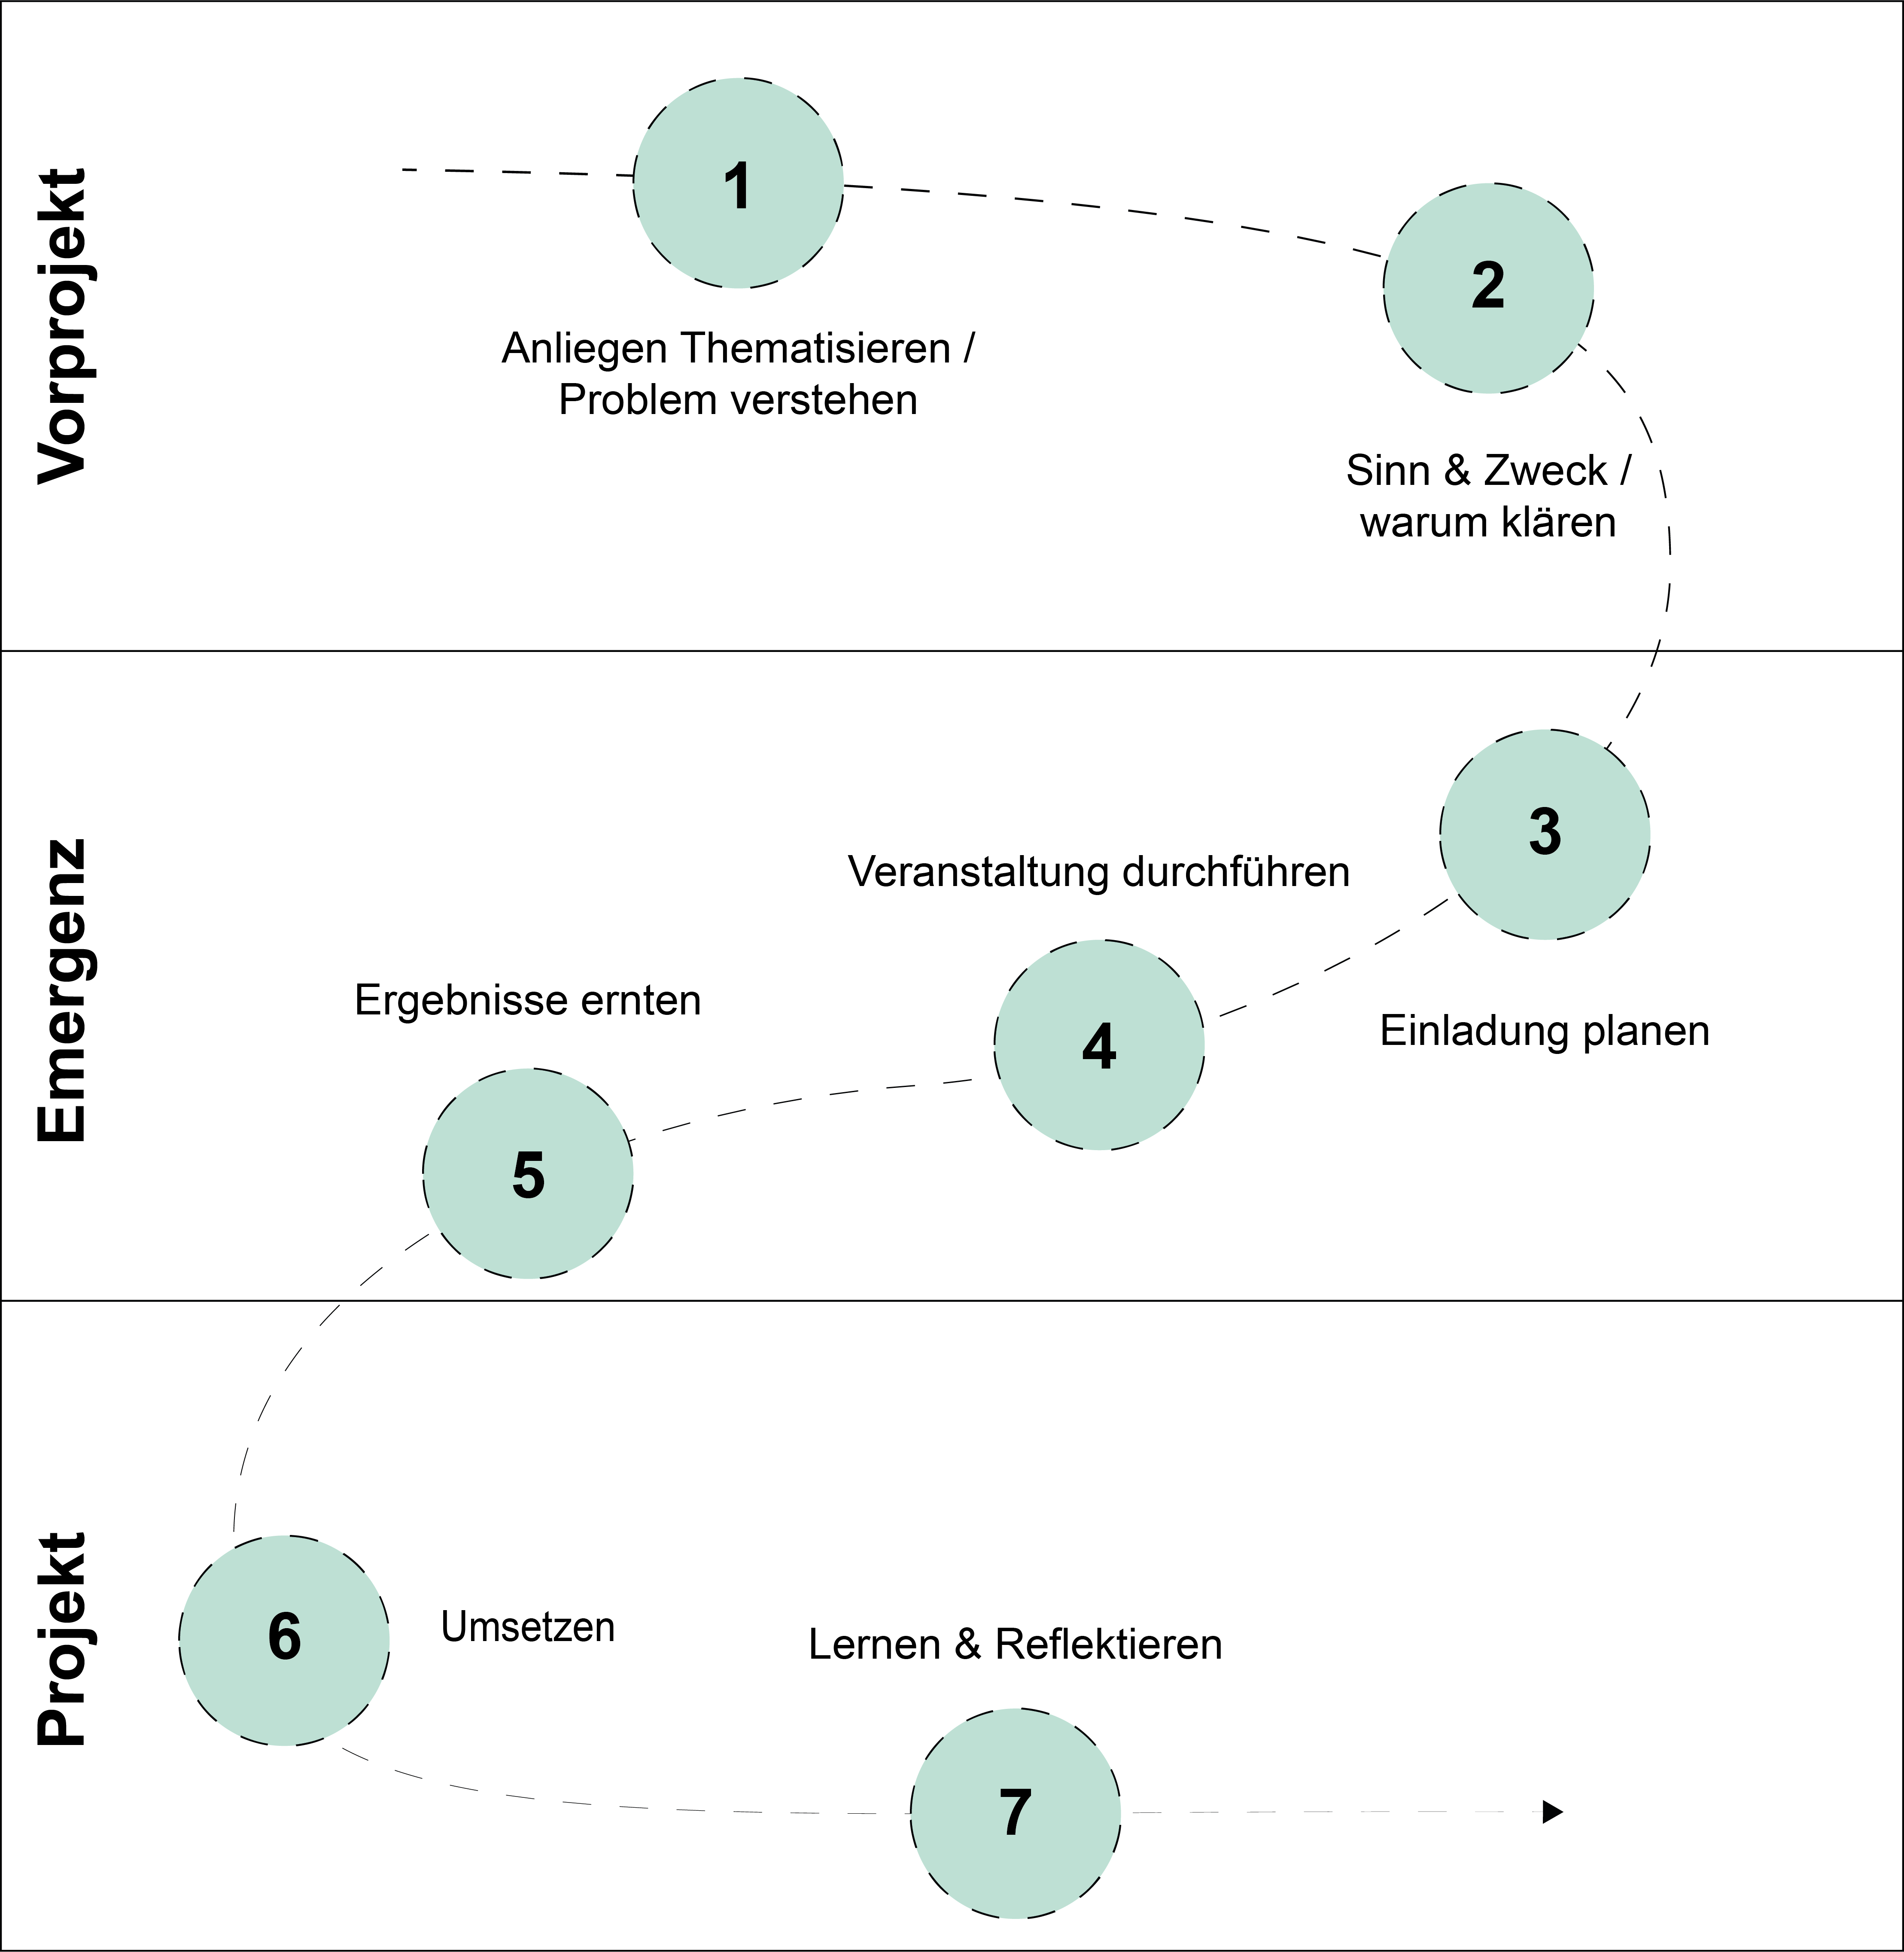 Vorprojekt
1
Anliegen Thematisieren /
Problem verstehen
2
Sinn & Zweck /
warum klären
Emergenz
3
Einladung planen
Veranstaltung durchführen
4
Ergebnisse ernten
5
Projekt
6
Umsetzen
Lernen & Reflektieren
7